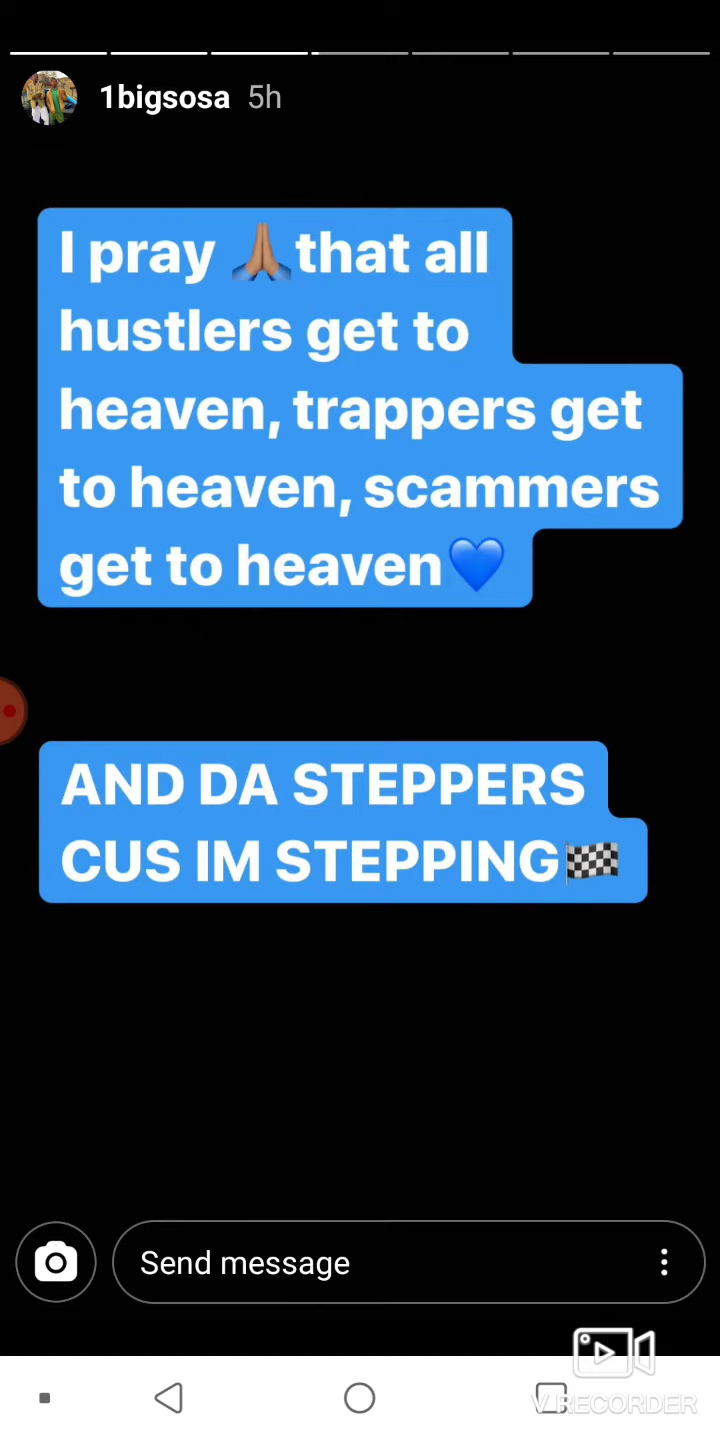 1bigsosa 5h
I pray 🙏🏽 that all
hustlers get to
heaven, trappers get
to heaven, scammers
get to heaven💙
AND DA STEPPERS
CUS IM STEPPING🏁
Send message
V.RECORDER